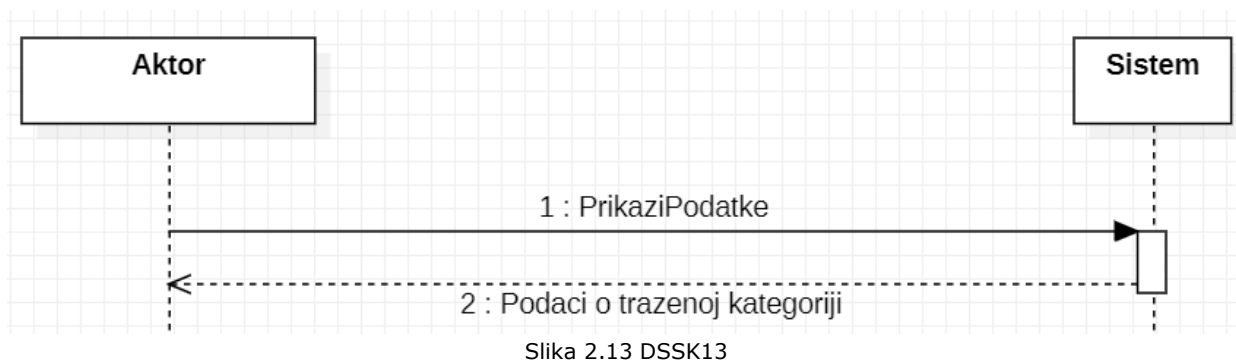 Aktor
Sistem
1 : PrikaziPodatke
2 : Podaci o trazenoj kategoriji
Slika 2.13 DSSK13